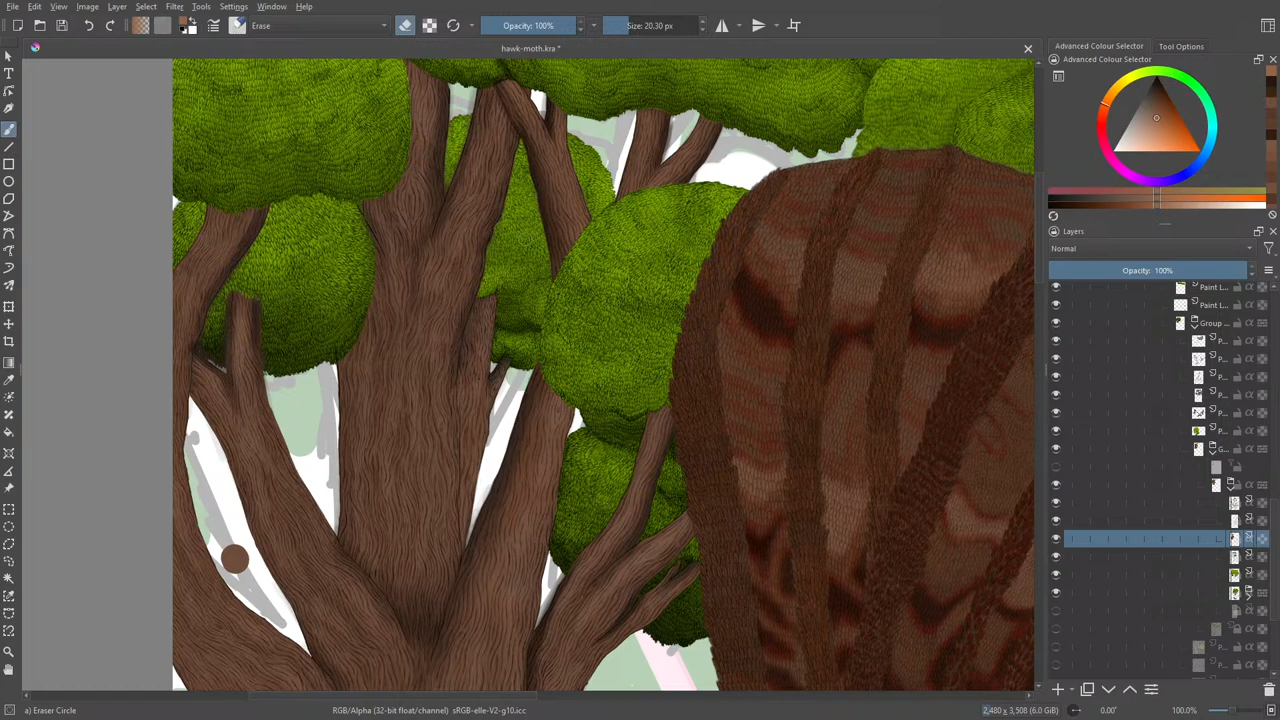 File Edit View Image Layer Select Filter Tools Settings Window Help
Erase Opacity: 100% Size: 20.30 px
hawk-moth.kra *
Advanced Colour Selector Tool Options
Advanced Colour Selector
Layers
Normal
Opacity: 100%
Paint L...
Paint L...
Group ...
P...
P...
P...
P...
P...
P...
G...
a) Eraser Circle RGB/Alpha (32-bit float/channel) sRGB-elle-V2-g10.icc 2,480 x 3,508 (6.0 GiB) 0.00° 100.0%